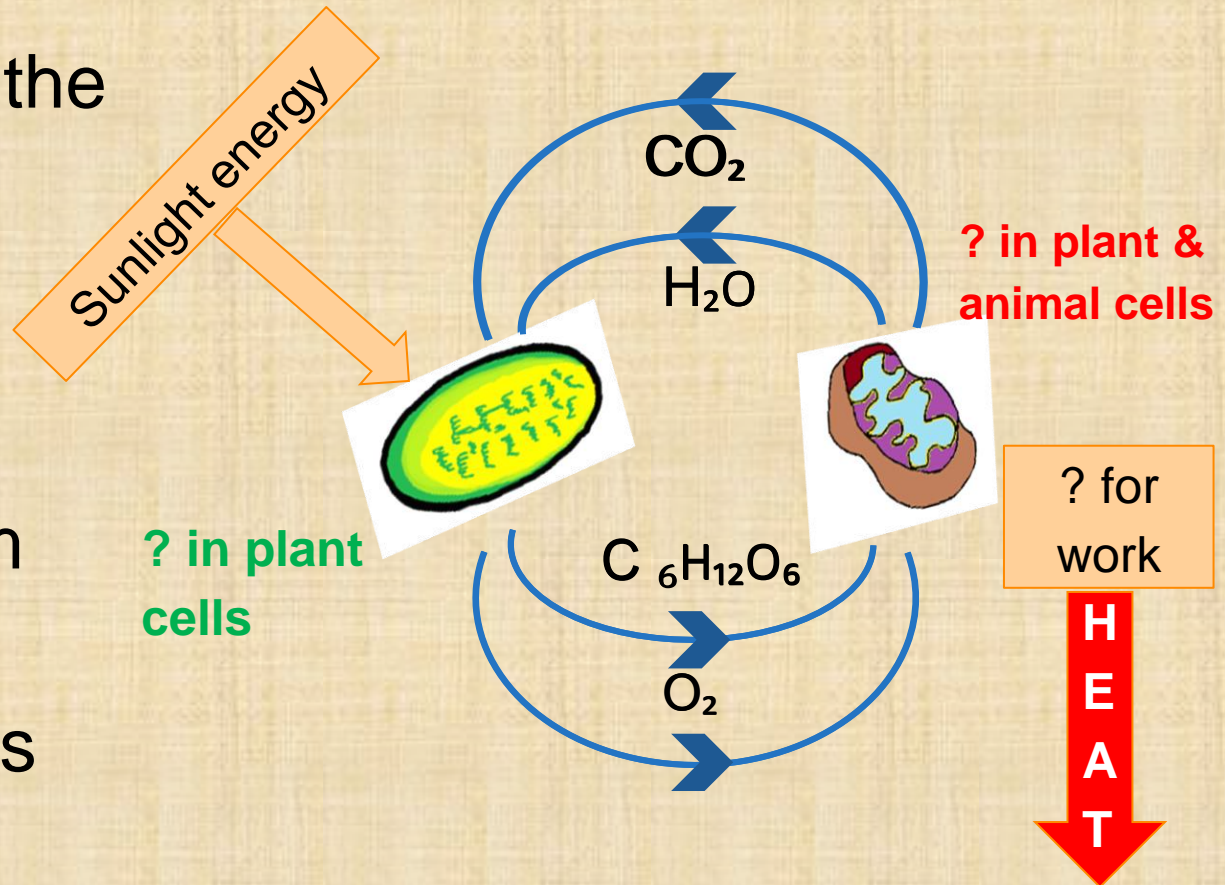 the
n
s
Sunlight energy
CO₂
H₂O
? in plant &
animal cells
? in plant
cells
C ₆H₁₂O₆
O₂
? for
work
H
E
A
T